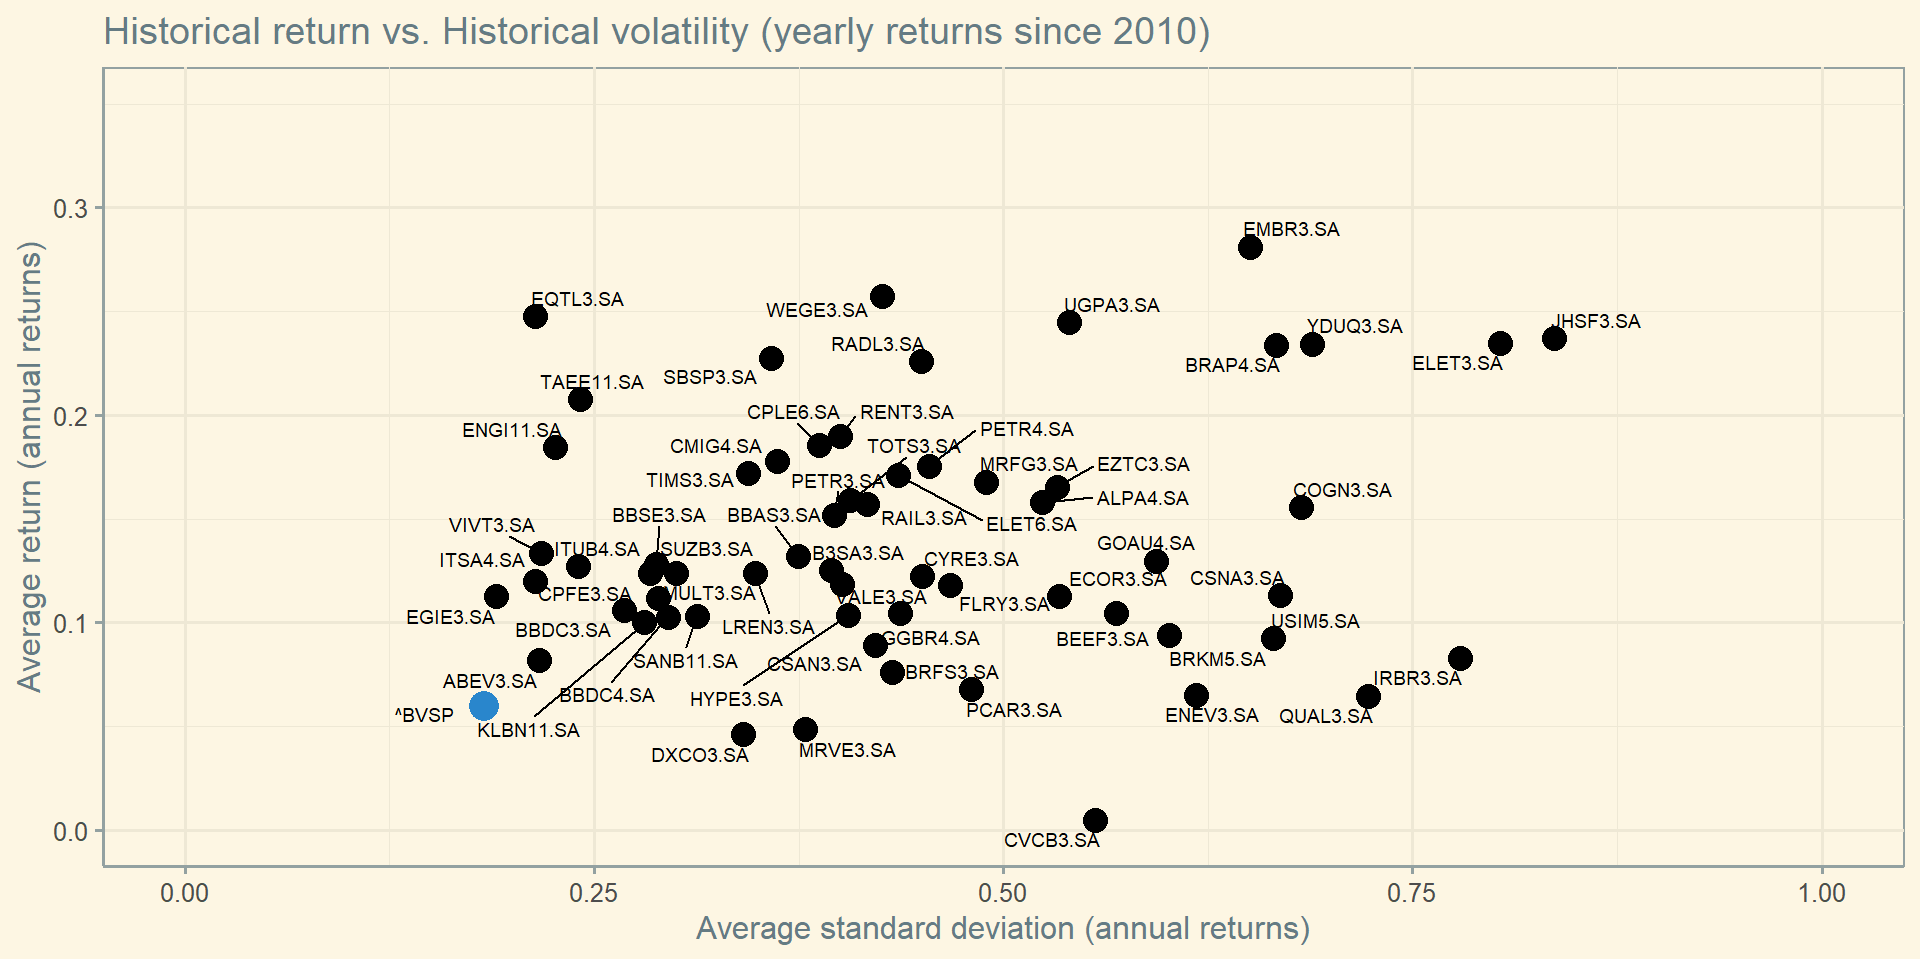 Historical return vs. Historical volatility (yearly returns since 2010)
Average return (annual returns)
0.3
0.2
0.1
0.0
EMBR3.SA
EQTL3.SA
WEGE3.SA
UGPA3.SA
JHSF3.SA
YDUQ3.SA
RADL3.SA
BRAP4.SA
ELET3.SA
SBSP3.SA
TAEE11.SA
CPLE6.SA
RENT3.SA
ENGI11.SA
PETR4.SA
CMIG4.SA
TOTS3.SA
MRFG3.SA
EZTC3.SA
TIMS3.SA
PETR3.SA
COGN3.SA
ALPA4.SA
BBSE3.SA
BBAS3.SA
RAIL3.SA
ELET6.SA
VIVT3.SA
GOAU4.SA
ITUB4.SA
SUZB3.SA
B3SA3.SA
CYRE3.SA
ITSA4.SA
ECOR3.SA
CSNA3.SA
CPFE3.SA
MULT3.SA
VALE3.SA
FLRY3.SA
EGIE3.SA
BBDC3.SA
LREN3.SA
USIM5.SA
GGBR4.SA
BEEF3.SA
SANB11.SA
CSAN3.SA
BRKM5.SA
BRFS3.SA
IRBR3.SA
ABEV3.SA
BBDC4.SA
HYPE3.SA
PCAR3.SA
^BVSP
ENEV3.SA
QUAL3.SA
KLBN11.SA
DXCO3.SA
MRVE3.SA
CVCB3.SA
0.00
0.25
0.50
0.75
1.00
Average standard deviation (annual returns)